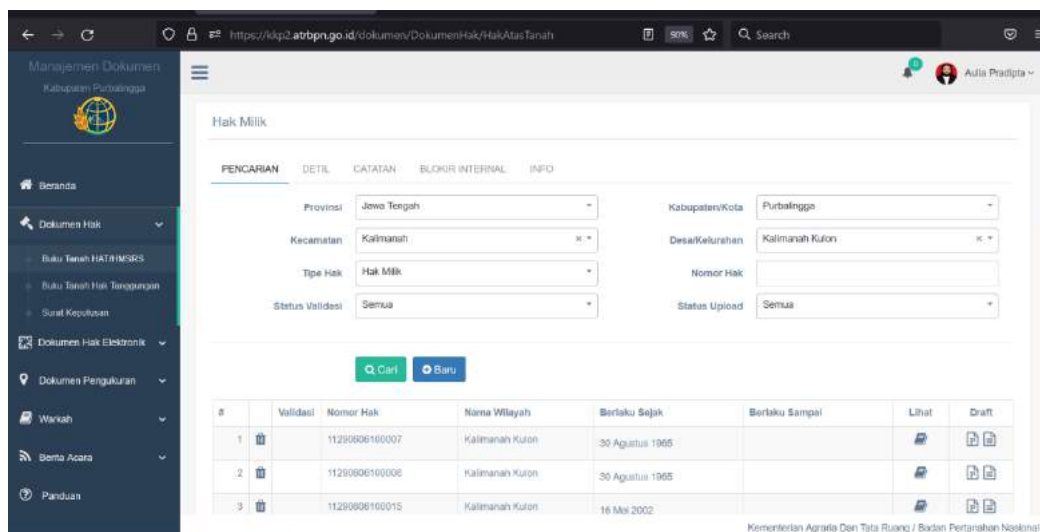 https://kkp2.atrbpn.go.id/dokumen/DokumenHak/HakAtasTanah 90% Search
Manajemen Dokumen
Kabupaten Purbalingga
0 Aulia Pradipta
Hak Milik
PENCARIAN DETIL CATATAN BLOKIR INTERNAL INFO
Beranda
Dokumen Hak
Buku Tanah HAT/HMSRS
Buku Tanah Hak Tanggungan
Surat Keputusan
Dokumen Hak Elektronik
Dokumen Pengukuran
Warkah
Berita Acara
Panduan
Provinsi Jawa Tengah Kabupaten/Kota Purbalingga
Kecamatan Kalimanah Desa/Kelurahan Kalimanah Kulon
Tipe Hak Hak Milik Nomor Hak
Status Validasi Semua Status Upload Semua
Cari Baru
# Validasi Nomor Hak Nama Wilayah Berlaku Sejak Berlaku Sampai Lihat Draft
1 11290606100007 Kalimanah Kulon 30 Agustus 1965
2 11290606100008 Kalimanah Kulon 30 Agustus 1965
3 11290606100015 Kalimanah Kulon 16 Mei 2002
Kementerian Agraria Dan Tata Ruang / Badan Pertanahan Nasional